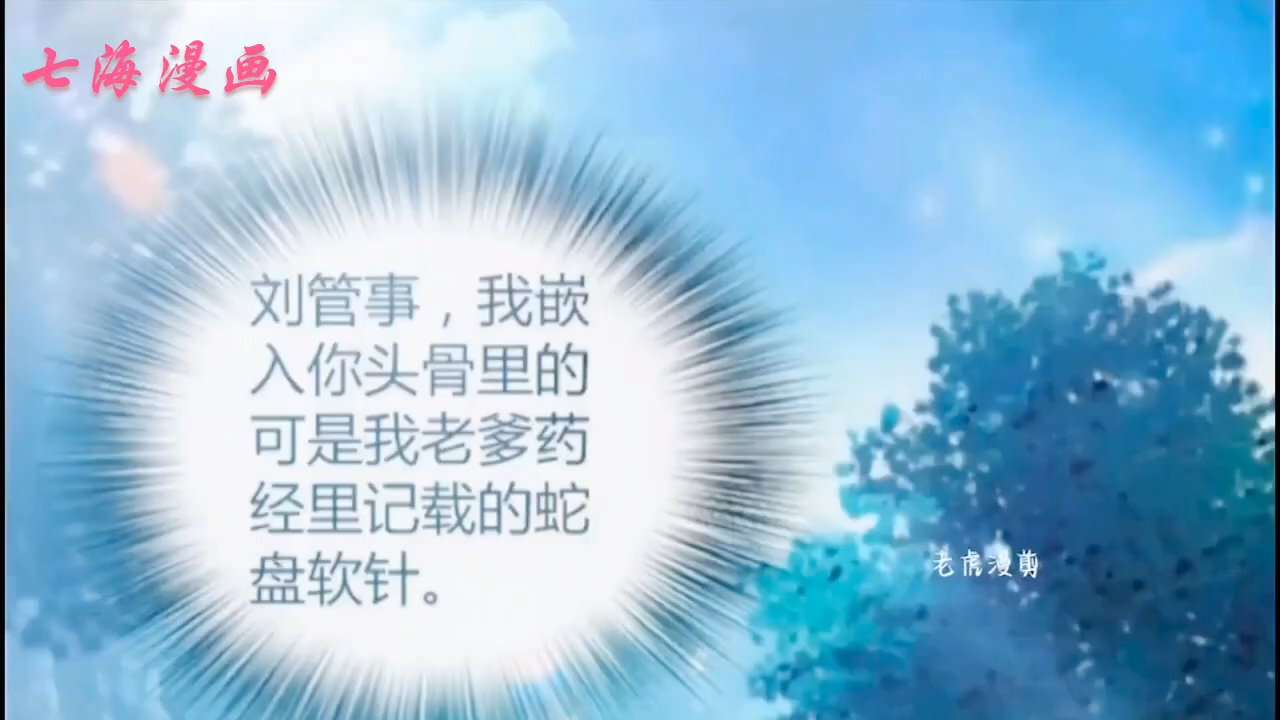 七海漫画
刘管事，我嵌
入你头骨里的
可是我老爹药
经里记载的蛇
盘软针。
老虎漫剪